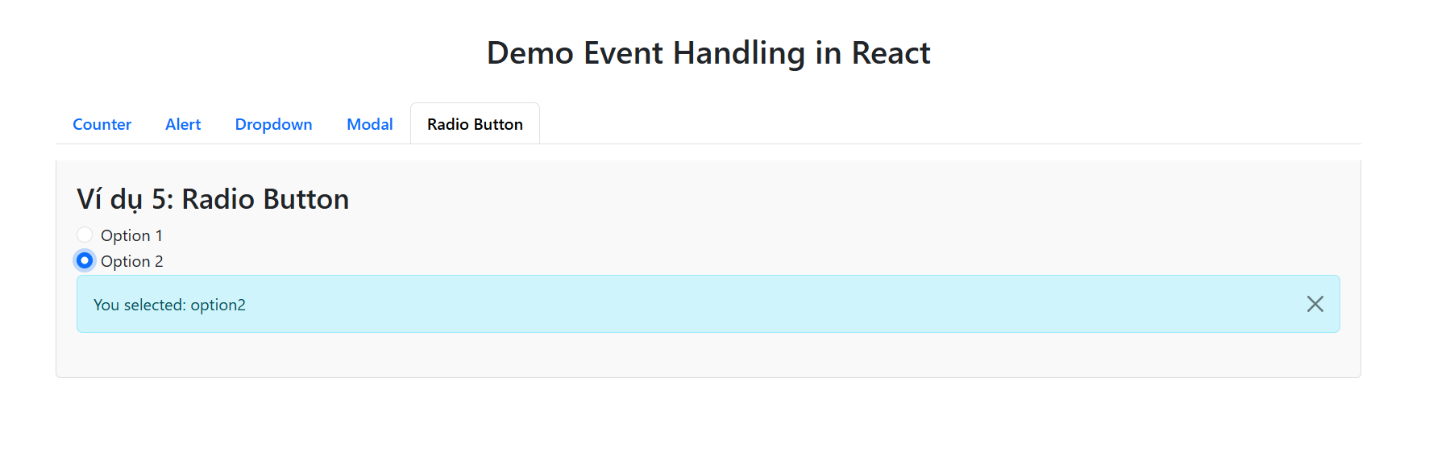 Demo Event Handling in React
Counter Alert Dropdown Modal Radio Button
Ví dụ 5: Radio Button
Option 1
Option 2
You selected: option2